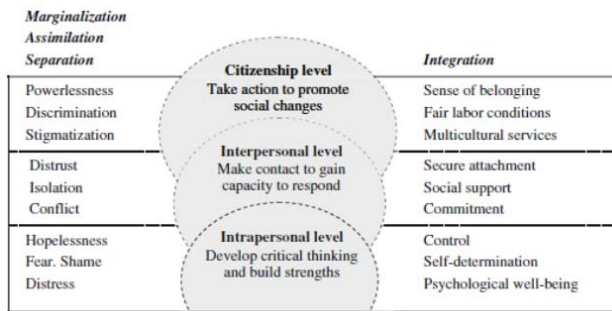 Marginalization
Assimilation
Separation
Integration
Citizenship level
Take action to promote
social changes
Powerlessness
Discrimination
Stigmatization
Sense of belonging
Fair labor conditions
Multicultural services
Interpersonal level
Make contact to gain
capacity to respond
Distrust
Isolation
Conflict
Secure attachment
Social support
Commitment
Intrapersonal level
Develop critical thinking
and build strengths
Hopelessness
Fear. Shame
Distress
Control
Self-determination
Psychological well-being